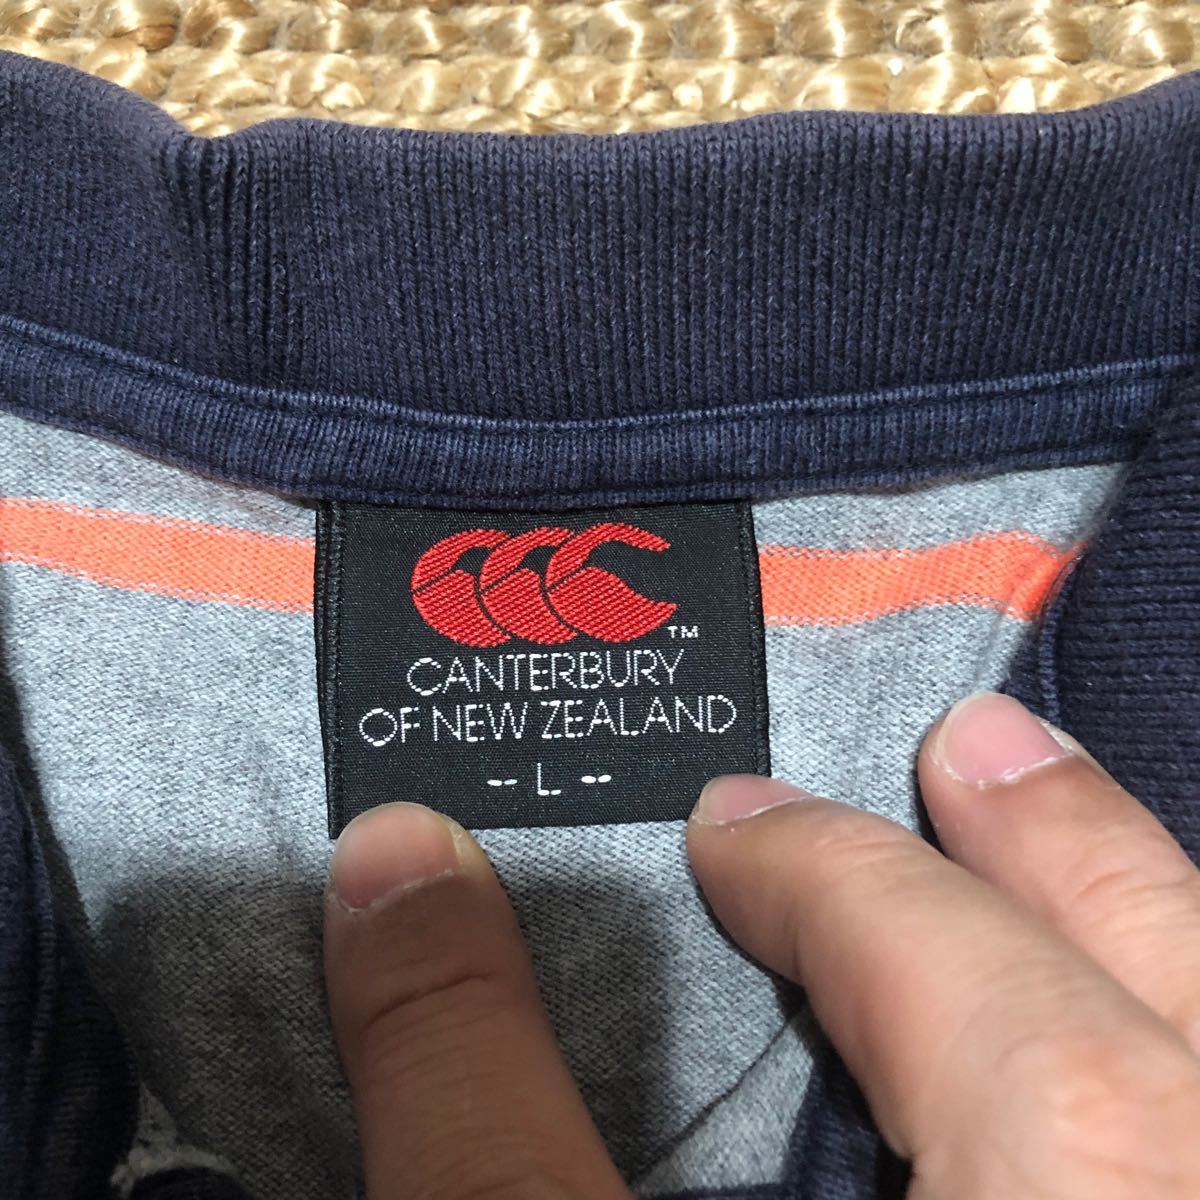 TM
CANTERBURY
OF NEW ZEALAND
-- L --